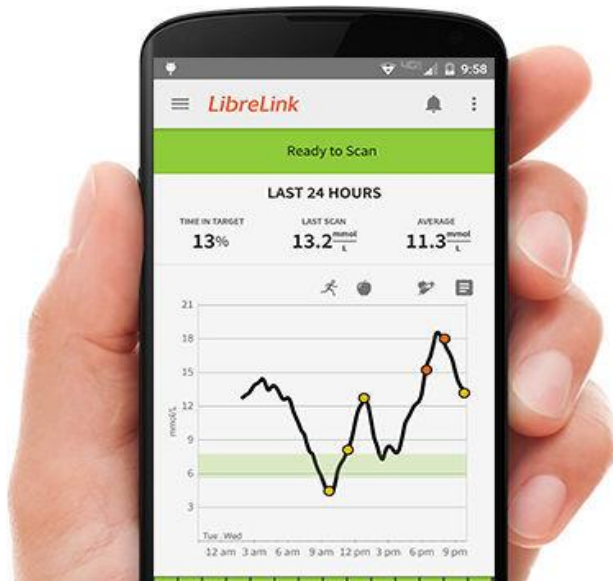 9:58
LibreLink
Ready to Scan
LAST 24 HOURS
TIME IN TARGET LAST SCAN AVERAGE
13% 13.2 mmol/L 11.3 mmol/L
21
18
15
12
9
6
3
mmol/L
Tue Wed
12 am 3 am 6 am 9 am 12 pm 3 pm 6 pm 9 pm